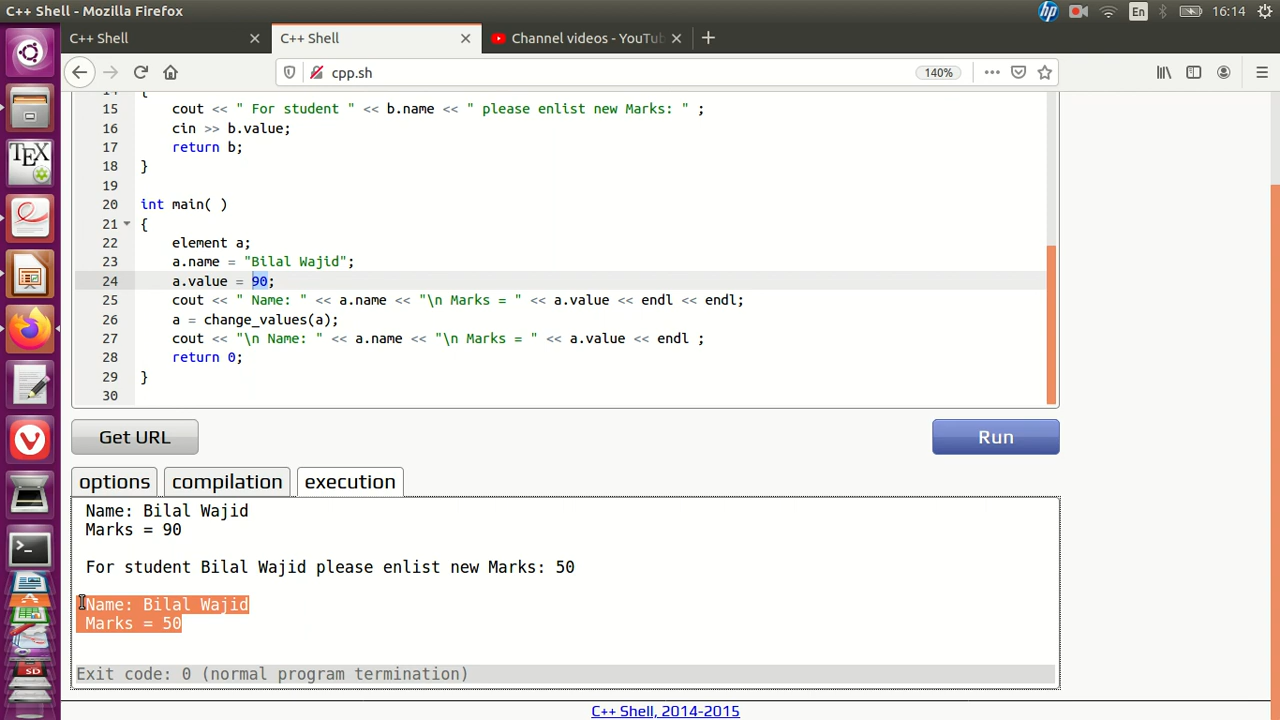 C++ Shell - Mozilla Firefox
En
16:14
C++ Shell
C++ Shell
Channel videos - YouTub
cpp.sh
140%
14 {
15 cout << " For student " << b.name << " please enlist new Marks: " ;
16 cin >> b.value;
17 return b;
18 }
19
20 int main( )
21 {
22 element a;
23 a.name = "Bilal Wajid";
24 a.value = 90;
25 cout << " Name: " << a.name << "\n Marks = " << a.value << endl << endl;
26 a = change_values(a);
27 cout << "\n Name: " << a.name << "\n Marks = " << a.value << endl ;
28 return 0;
29 }
30
Get URL
Run
options
compilation
execution
Name: Bilal Wajid
Marks = 90
For student Bilal Wajid please enlist new Marks: 50
Name: Bilal Wajid
Marks = 50
Exit code: 0 (normal program termination)
C++ Shell, 2014-2015
TEX
hp
SD